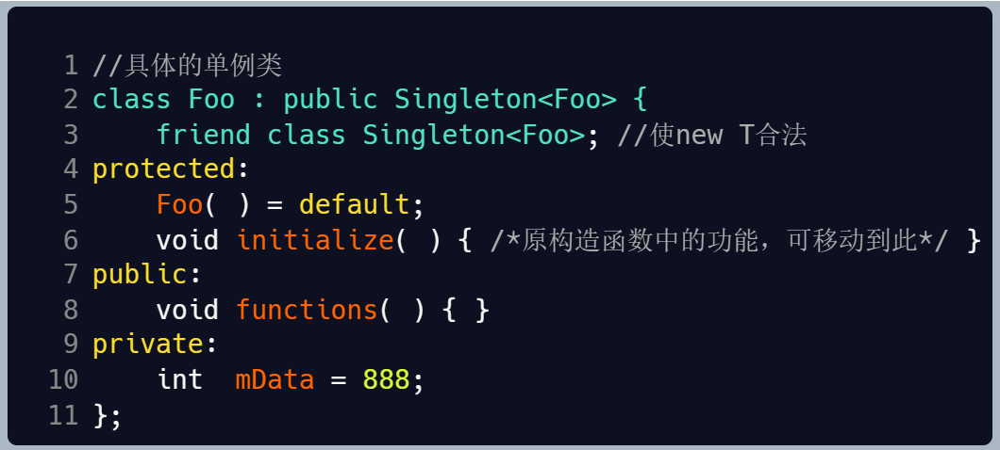 1 //具体的单例类
2 class Foo : public Singleton<Foo> {
3     friend class Singleton<Foo>; //使new T合法
4 protected:
5     Foo( ) = default;
6     void initialize( ) { /*原构造函数中的功能，可移动到此*/ }
7 public:
8     void functions( ) { }
9 private:
10     int  mData = 888;
11 };